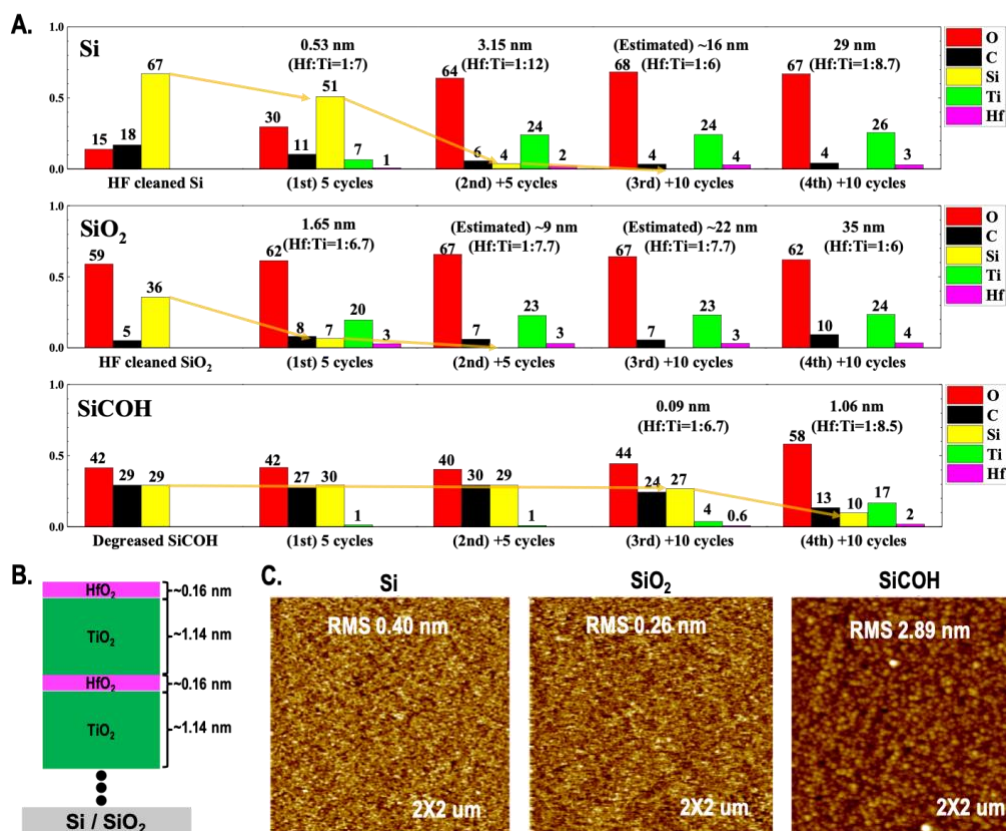 A.
Si
0.53 nm
(Hf:Ti=1:7)
3.15 nm
(Hf:Ti=1:12)
(Estimated) ~16 nm
(Hf:Ti=1:6)
29 nm
(Hf:Ti=1:8.7)
1.0
0.5
0.0
15 18 67
30 11 51 7 1
64 6 4 24 2
68 4 24 4
67 4 26 3
HF cleaned Si
(1st) 5 cycles
(2nd) +5 cycles
(3rd) +10 cycles
(4th) +10 cycles
O
C
Si
Ti
Hf
SiO2
1.65 nm
(Hf:Ti=1:6.7)
(Estimated) ~9 nm
(Hf:Ti=1:7.7)
(Estimated) ~22 nm
(Hf:Ti=1:7.7)
35 nm
(Hf:Ti=1:6)
1.0
0.5
0.0
59 5 36
62 8 7 20 3
67 7 23 3
67 7 23 3
62 10 24 4
HF cleaned SiO2
(1st) 5 cycles
(2nd) +5 cycles
(3rd) +10 cycles
(4th) +10 cycles
O
C
Si
Ti
Hf
SiCOH
0.09 nm
(Hf:Ti=1:6.7)
1.06 nm
(Hf:Ti=1:8.5)
1.0
0.5
0.0
42 29 29
42 27 30 1
40 30 29 1
44 24 27 4 0.6
58 13 10 17 2
Degreased SiCOH
(1st) 5 cycles
(2nd) +5 cycles
(3rd) +10 cycles
(4th) +10 cycles
O
C
Si
Ti
Hf
B.
HfO2
~0.16 nm
TiO2
~1.14 nm
HfO2
~0.16 nm
TiO2
~1.14 nm
Si / SiO2
C.
Si
SiO2
SiCOH
RMS 0.40 nm
RMS 0.26 nm
RMS 2.89 nm
2X2 um
2X2 um
2X2 um